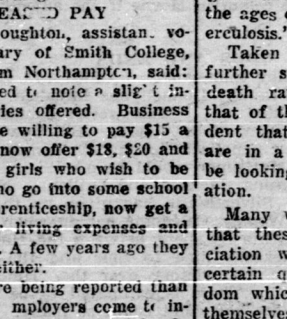 PAY
oughton, assistan. vo-
ary of Smith College,
m Northampton, said:
ed to note a slig t in-
ies offered. Business
e willing to pay $15 a
now offer $18, $20 and
girls who wish to be
ho go into some school
renticeship, now get a
living expenses and
. A few years ago they
either.
re being reported than
mployers come to in-
the ages o
erculosis.'
Taken
further s
death ra
that of th
dent that
are in a
be looking
ation.
Many v
that thes
ciation w
certain q
dom whic
themselve